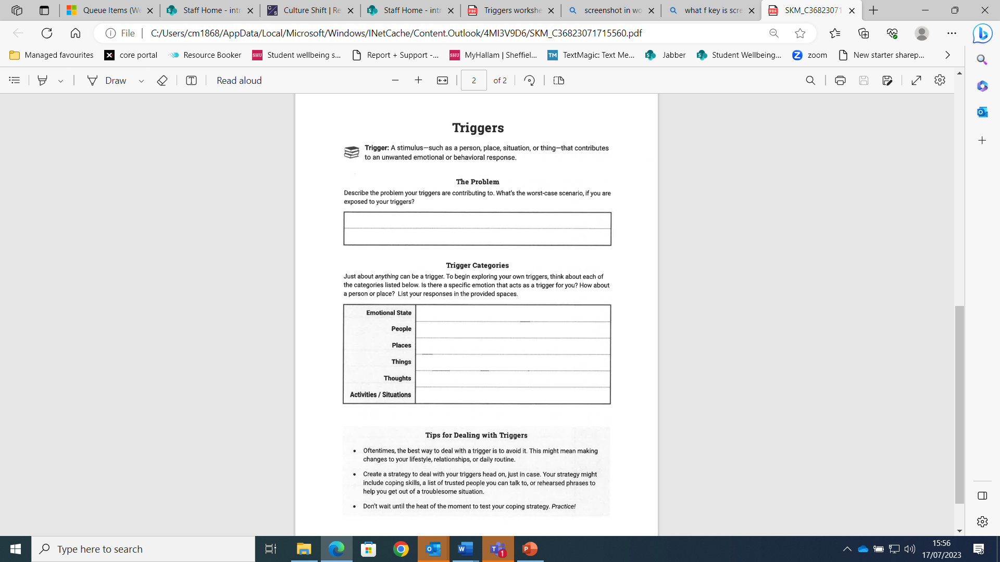 Queue Items (We
Staff Home - intr
Culture Shift | Re
Staff Home - intr
Triggers workshe
screenshot in wo
what f key is scre
SKM_C36823071
File
C:/Users/cm1868/AppData/Local/Microsoft/Windows/INetCache/Content.Outlook/4MI3V9D6/SKM_C36823071715560.pdf
Managed favourites
core portal
Resource Booker
Student wellbeing s...
Report + Support -...
MyHallam | Sheffiel...
TextMagic: Text Me...
Jabber
Student Wellbeing...
zoom
New starter sharep...
Draw
Read aloud
2 of 2
Triggers
Trigger: A stimulus—such as a person, place, situation, or thing—that contributes
to an unwanted emotional or behavioral response.
The Problem
Describe the problem your triggers are contributing to. What's the worst-case scenario, if you are
exposed to your triggers?
Trigger Categories
Just about anything can be a trigger. To begin exploring your own triggers, think about each of
the categories listed below. Is there a specific emotion that acts as a trigger for you? How about
a person or place? List your responses in the provided spaces.
Emotional State
People
Places
Things
Thoughts
Activities / Situations
Tips for Dealing with Triggers
• Oftentimes, the best way to deal with a trigger is to avoid it. This might mean making
changes to your lifestyle, relationships, or daily routine.
• Create a strategy to deal with your triggers head on, just in case. Your strategy might
include coping skills, a list of trusted people you can talk to, or rehearsed phrases to
help you get out of a troublesome situation.
• Don't wait until the heat of the moment to test your coping strategy. Practice!
Type here to search
1
15:56
17/07/2023